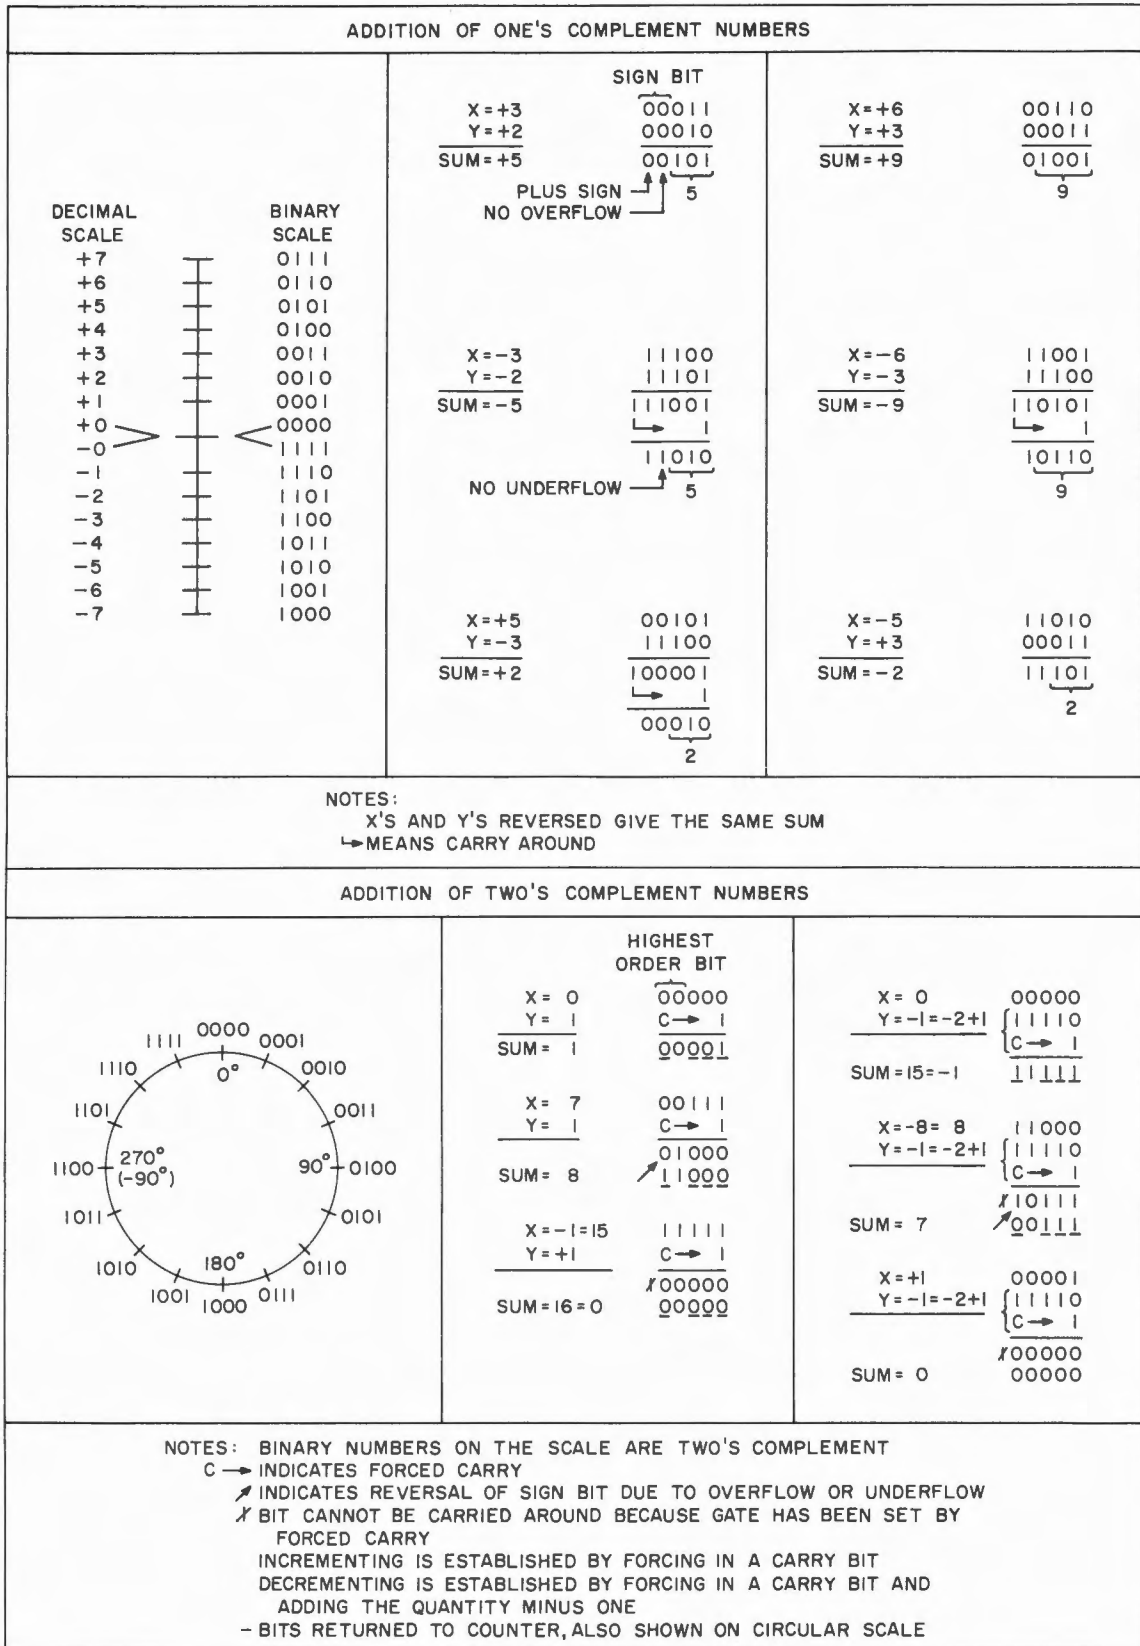 ADDITION OF ONE'S COMPLEMENT NUMBERS
DECIMAL SCALE BINARY SCALE
+7 0111
+6 0110
+5 0101
+4 0100
+3 0011
+2 0010
+1 0001
+0 0000
-0 1111
-1 1110
-2 1101
-3 1100
-4 1011
-5 1010
-6 1001
-7 1000
SIGN BIT
X=+3 00011
Y=+2 00010
SUM=+5 00101
PLUS SIGN 5
NO OVERFLOW
X=-3 11100
Y=-2 11101
SUM=-5 111001
1
11010
NO UNDERFLOW 5
X=+5 00101
Y=-3 11100
SUM=+2 100001
1
00010
2
X=+6 00110
Y=+3 00011
SUM=+9 01001
9
X=-6 11001
Y=-3 11100
SUM=-9 110101
1
10110
9
X=-5 11010
Y=+3 00011
SUM=-2 11101
2
NOTES:
X'S AND Y'S REVERSED GIVE THE SAME SUM
↳ MEANS CARRY AROUND
ADDITION OF TWO'S COMPLEMENT NUMBERS
0000
1111 0001
0°
1110 0010
1101 0011
1100 270° 90° 0100
(-90°)
1011 0101
1010 180° 0110
1001 0111
1000
HIGHEST
ORDER BIT
X= 0 00000
Y= 1 C→ 1
SUM= 1 00001
X= 7 00111
Y= 1 C→ 1
01000
SUM= 8 ↗11000
X=-1=15 11111
Y=+1 C→ 1
X00000
SUM=16=0 00000
X= 0 00000
Y=-1=-2+1 11110
C→ 1
SUM=15=-1 11111
X=-8= 8 11000
Y=-1=-2+1 11110
C→ 1
X10111
SUM= 7 ↗00111
X=+1 00001
Y=-1=-2+1 11110
C→ 1
X00000
SUM= 0 00000
NOTES: BINARY NUMBERS ON THE SCALE ARE TWO'S COMPLEMENT
C → INDICATES FORCED CARRY
↗ INDICATES REVERSAL OF SIGN BIT DUE TO OVERFLOW OR UNDERFLOW
X BIT CANNOT BE CARRIED AROUND BECAUSE GATE HAS BEEN SET BY
FORCED CARRY
INCREMENTING IS ESTABLISHED BY FORCING IN A CARRY BIT
DECREMENTING IS ESTABLISHED BY FORCING IN A CARRY BIT AND
ADDING THE QUANTITY MINUS ONE
- BITS RETURNED TO COUNTER, ALSO SHOWN ON CIRCULAR SCALE